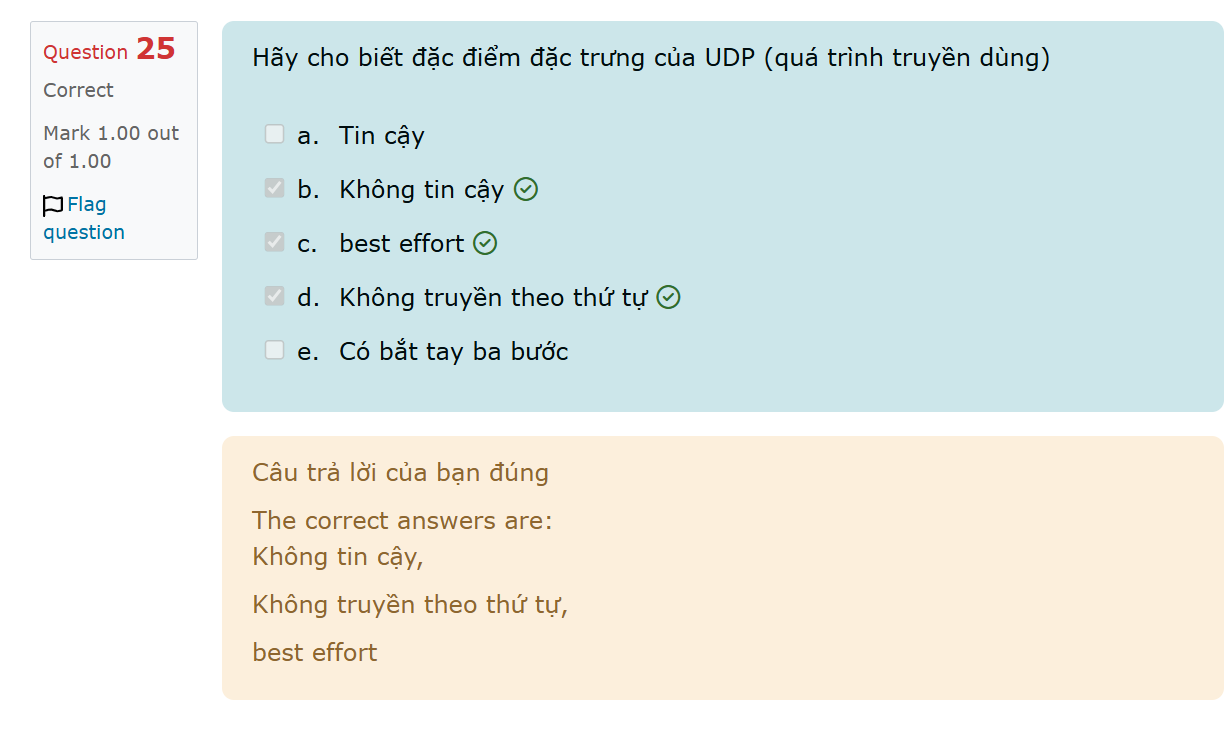 Question 25
Correct
Mark 1.00 out
of 1.00
Flag
question
Hãy cho biết đặc điểm đặc trưng của UDP (quá trình truyền dùng)
a. Tin cậy
b. Không tin cậy
c. best effort
d. Không truyền theo thứ tự
e. Có bắt tay ba bước
Câu trả lời của bạn đúng
The correct answers are:
Không tin cậy,
Không truyền theo thứ tự,
best effort